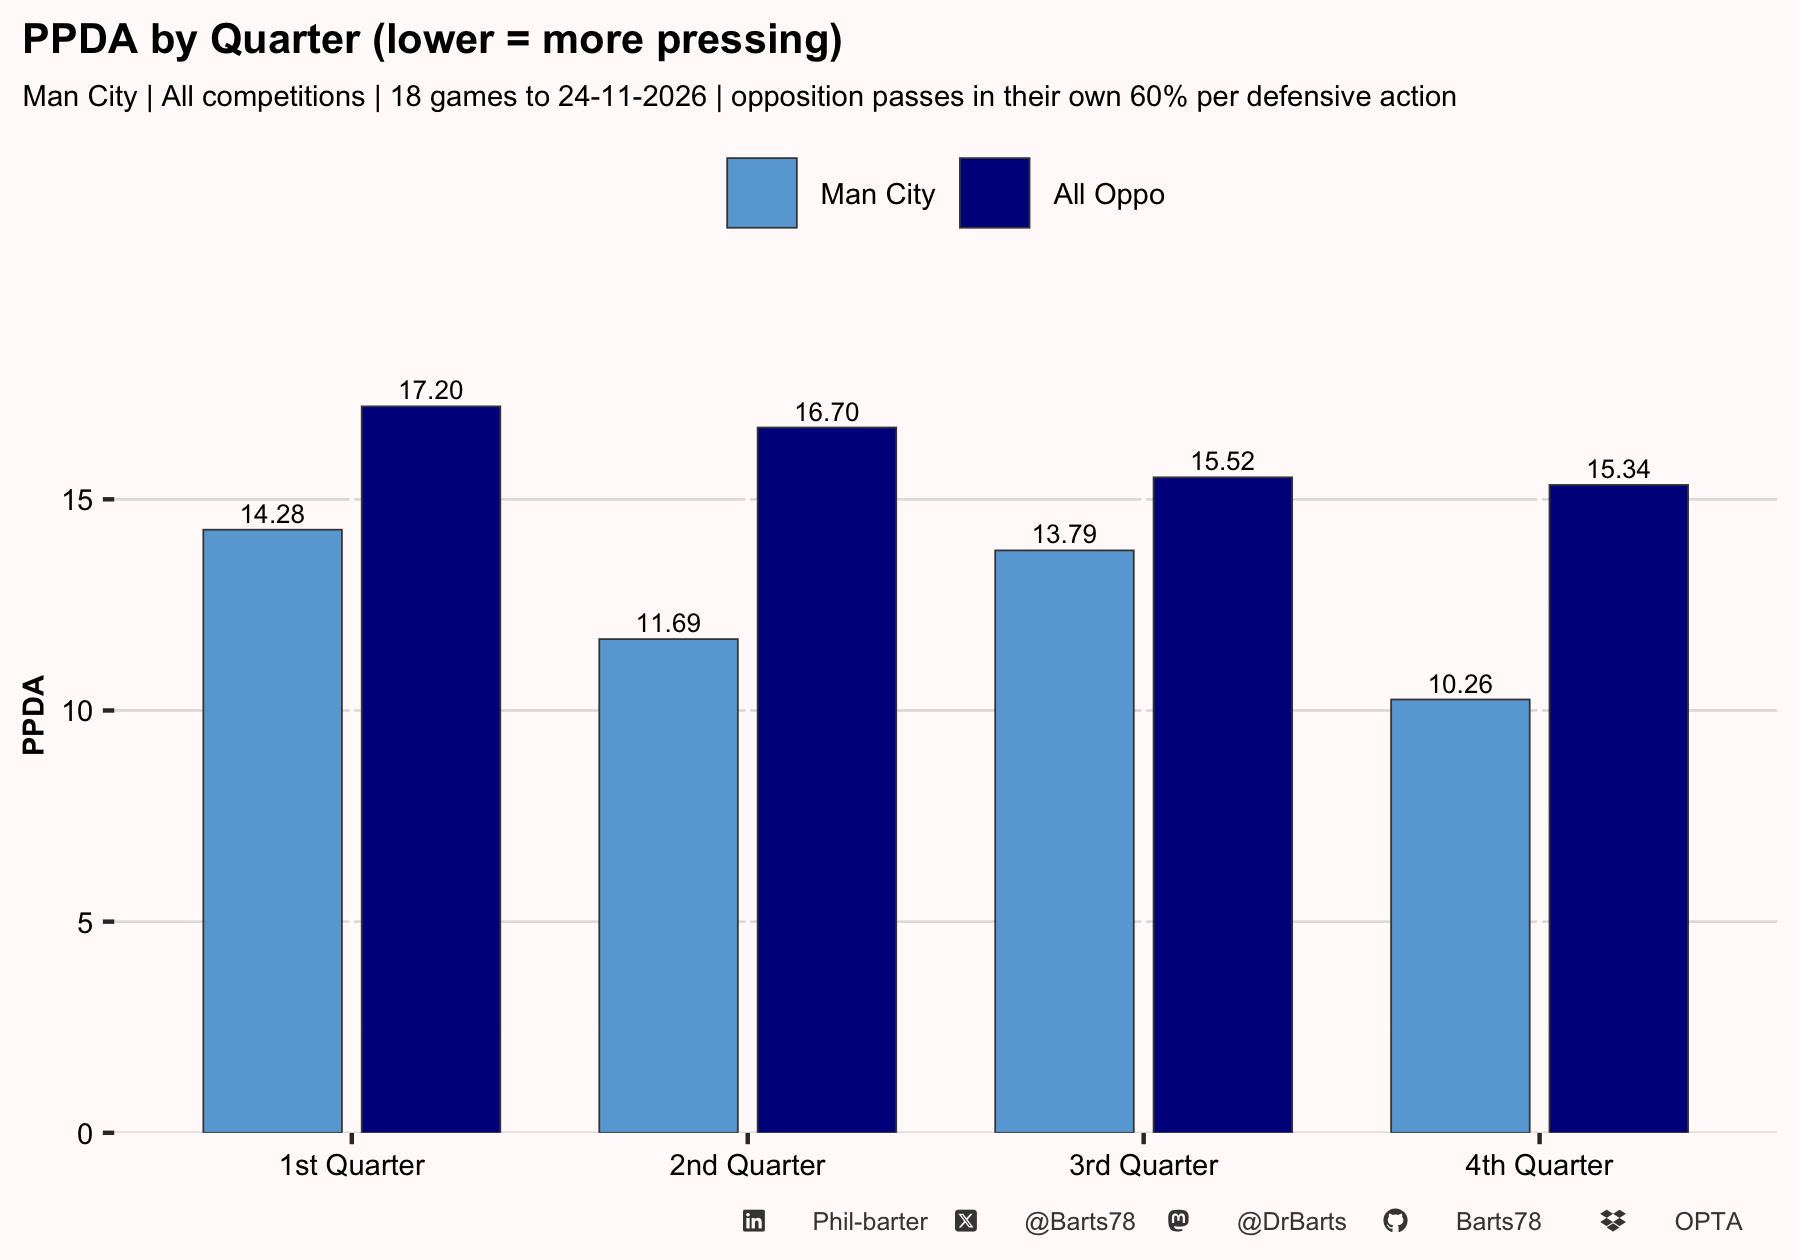 PPDA by Quarter (lower = more pressing)
Man City | All competitions | 18 games to 24-11-2026 | opposition passes in their own 60% per defensive action
Man City
All Oppo
17.20
16.70
15.52
15.34
15
14.28
13.79
11.69
10.26
10
PPDA
5
0
1st Quarter
2nd Quarter
3rd Quarter
4th Quarter
Phil-barter
@Barts78
@DrBarts
Barts78
OPTA